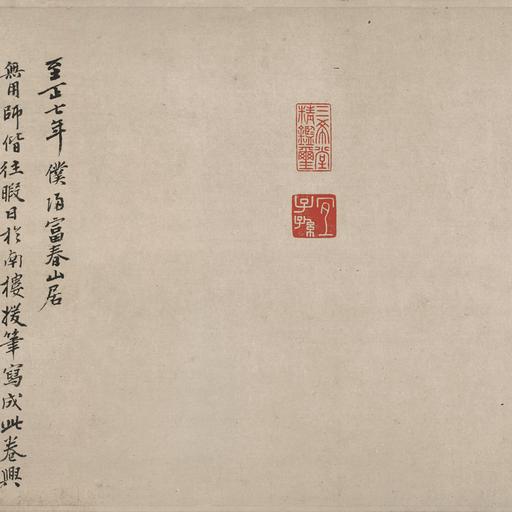 三希堂
精鑑璽
宜
子孫
至正七年僕歸富春山居
無用師偕往暇日於南樓援筆寫成此卷興